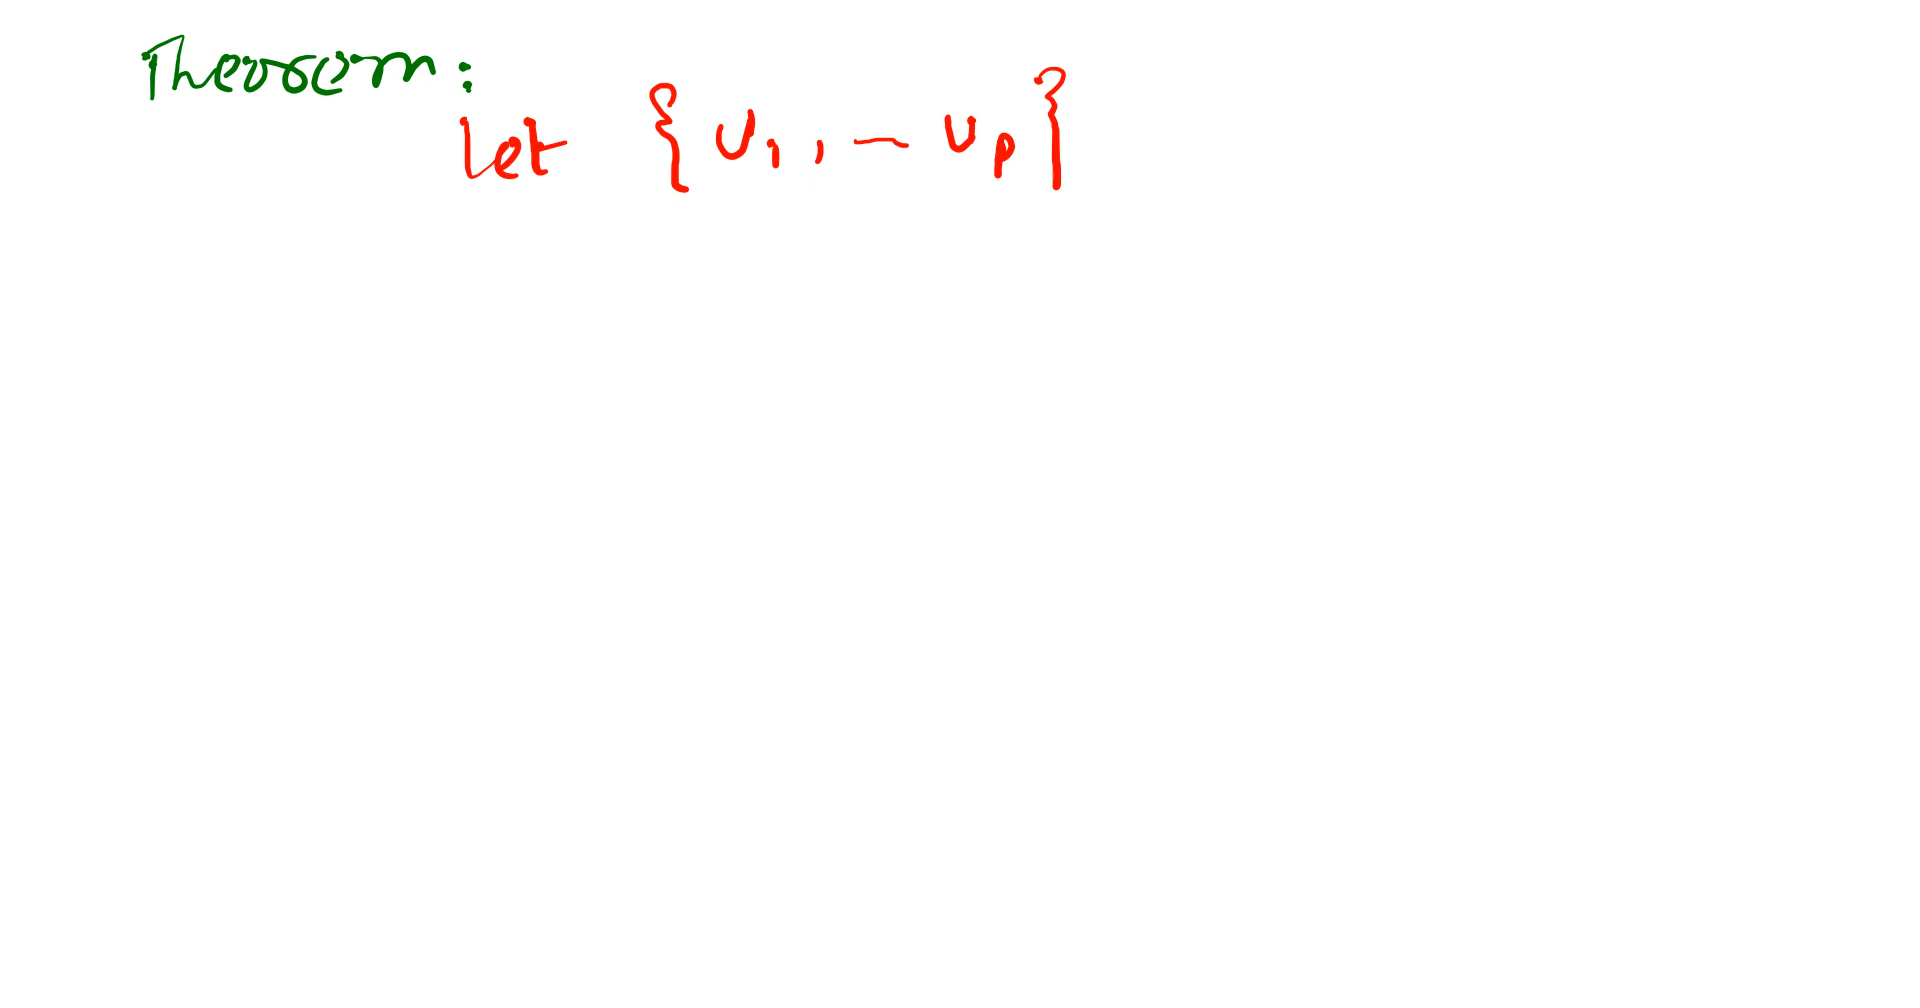 Theorem:
let {v₁, — vₚ}